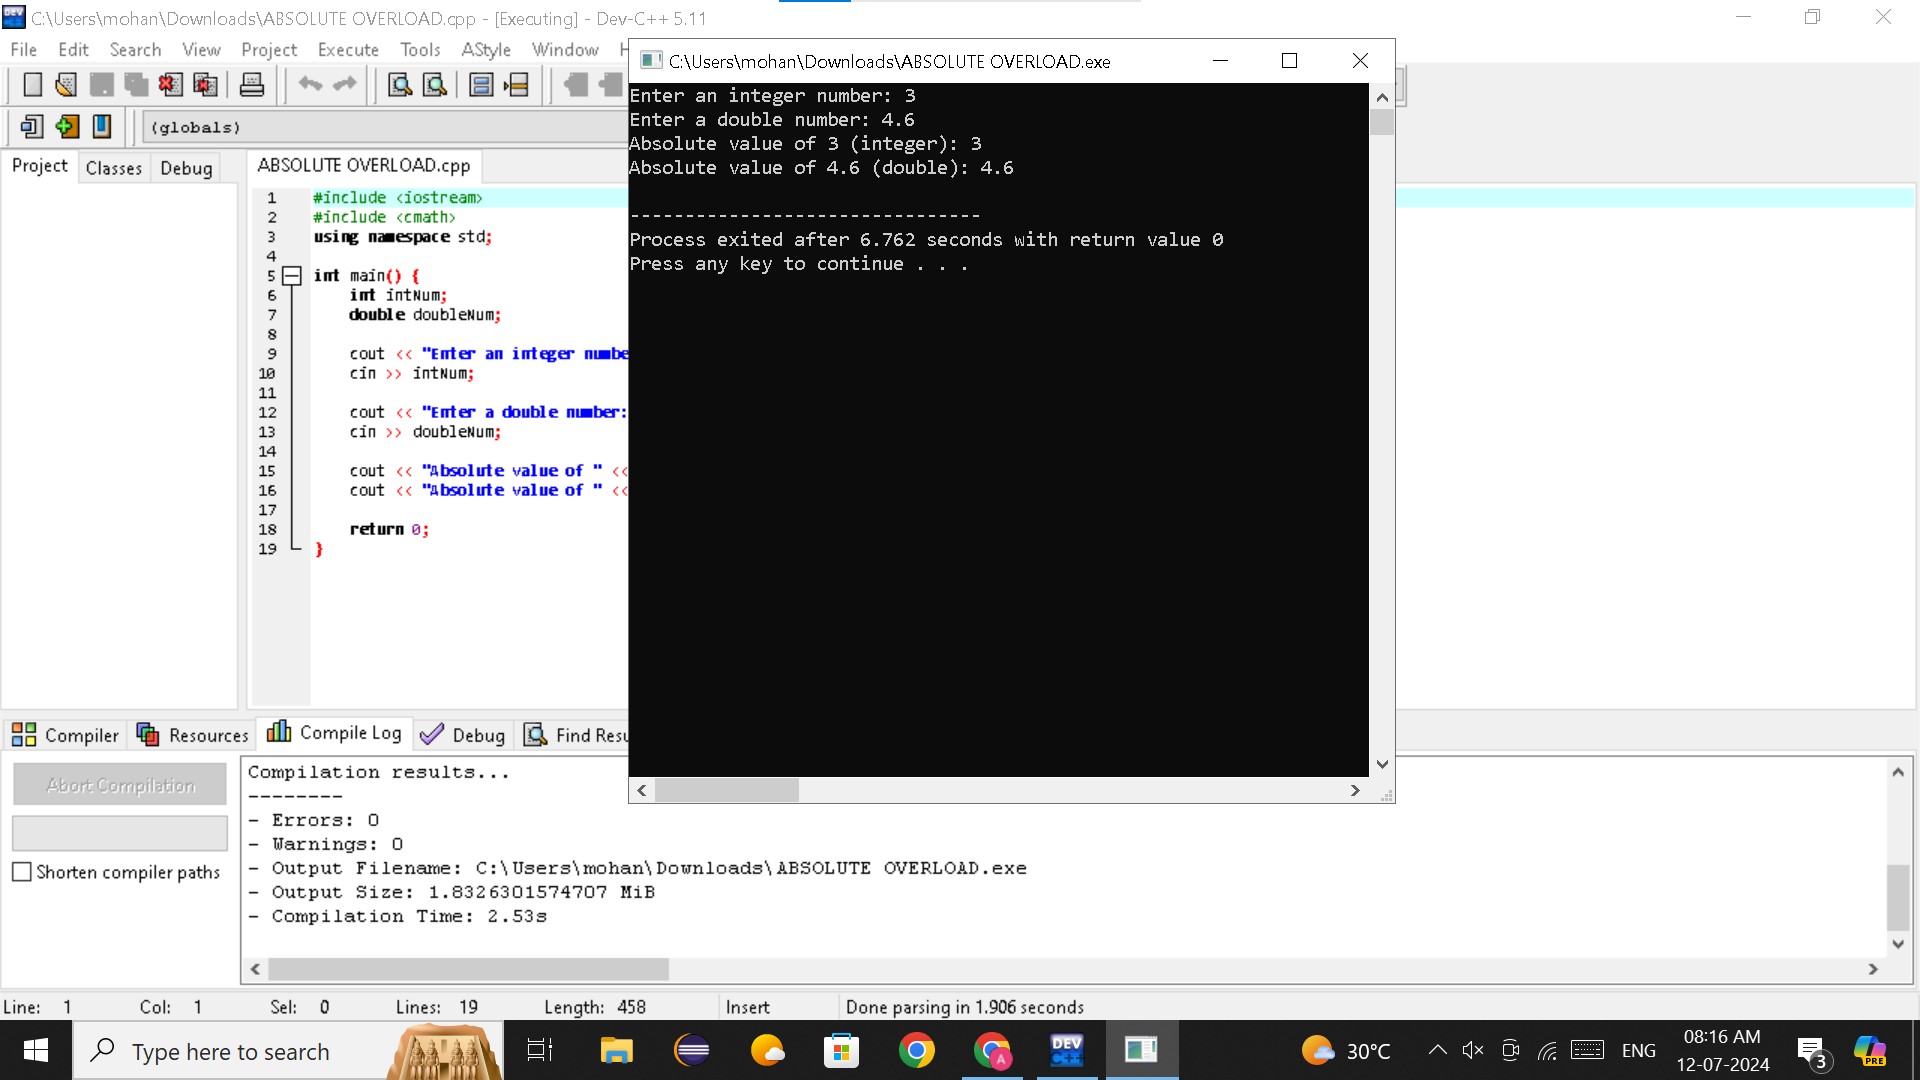 C:\Users\mohan\Downloads\ABSOLUTE OVERLOAD.cpp - [Executing] - Dev-C++ 5.11
File Edit Search View Project Execute Tools AStyle Window H
(globals)
Project Classes Debug
ABSOLUTE OVERLOAD.cpp
1 #include <iostream>
2 #include <cmath>
3 using namespace std;
4
5 int main() {
6 int intNum;
7 double doubleNum;
8
9 cout << "Enter an integer numbe
10 cin >> intNum;
11
12 cout << "Enter a double number:
13 cin >> doubleNum;
14
15 cout << "Absolute value of " <<
16 cout << "Absolute value of " <<
17
18 return 0;
19 }
C:\Users\mohan\Downloads\ABSOLUTE OVERLOAD.exe
Enter an integer number: 3
Enter a double number: 4.6
Absolute value of 3 (integer): 3
Absolute value of 4.6 (double): 4.6
--------------------------------
Process exited after 6.762 seconds with return value 0
Press any key to continue . . .
Compiler Resources Compile Log Debug Find Resu
Abort Compilation
Shorten compiler paths
Compilation results...
--------
- Errors: 0
- Warnings: 0
- Output Filename: C:\Users\mohan\Downloads\ABSOLUTE OVERLOAD.exe
- Output Size: 1.8326301574707 MiB
- Compilation Time: 2.53s
Line: 1 Col: 1 Sel: 0 Lines: 19 Length: 458 Insert Done parsing in 1.906 seconds
Type here to search
DEV C++
A
30°C
ENG
08:16 AM
12-07-2024
3
PRE